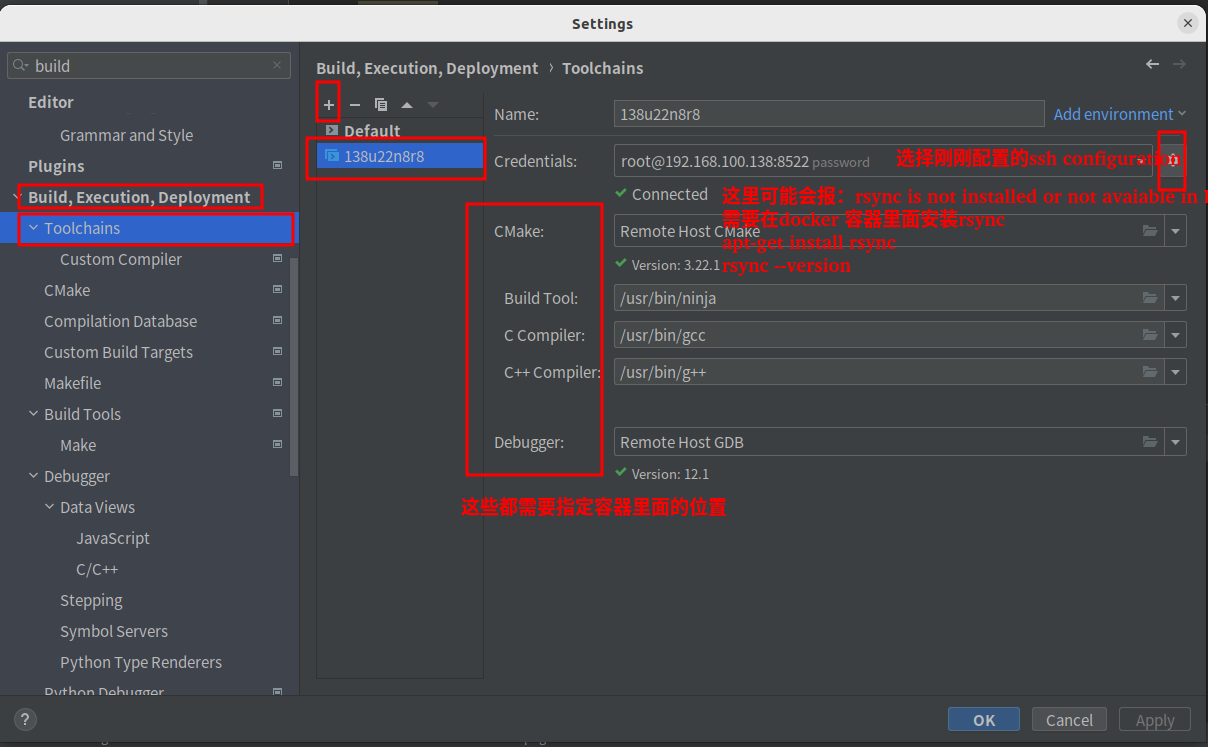 Settings
build
Editor
Grammar and Style
Plugins
Build, Execution, Deployment
Toolchains
Custom Compiler
CMake
Compilation Database
Custom Build Targets
Makefile
Build Tools
Make
Debugger
Data Views
JavaScript
C/C++
Stepping
Symbol Servers
Python Type Renderers
Python Debugger
Build, Execution, Deployment › Toolchains
Default
138u22n8r8
Name: 138u22n8r8 Add environment
Credentials: root@192.168.100.138:8522 password 选择刚刚配置的ssh configuration
Connected 这里可能会报：rsync is not installed or not avaiable in
需要在docker 容器里面安装rsync
CMake: Remote Host CMake
apt-get install rsync
Version: 3.22.1 rsync --version
Build Tool: /usr/bin/ninja
C Compiler: /usr/bin/gcc
C++ Compiler: /usr/bin/g++
Debugger: Remote Host GDB
Version: 12.1
这些都需要指定容器里面的位置
? OK Cancel Apply